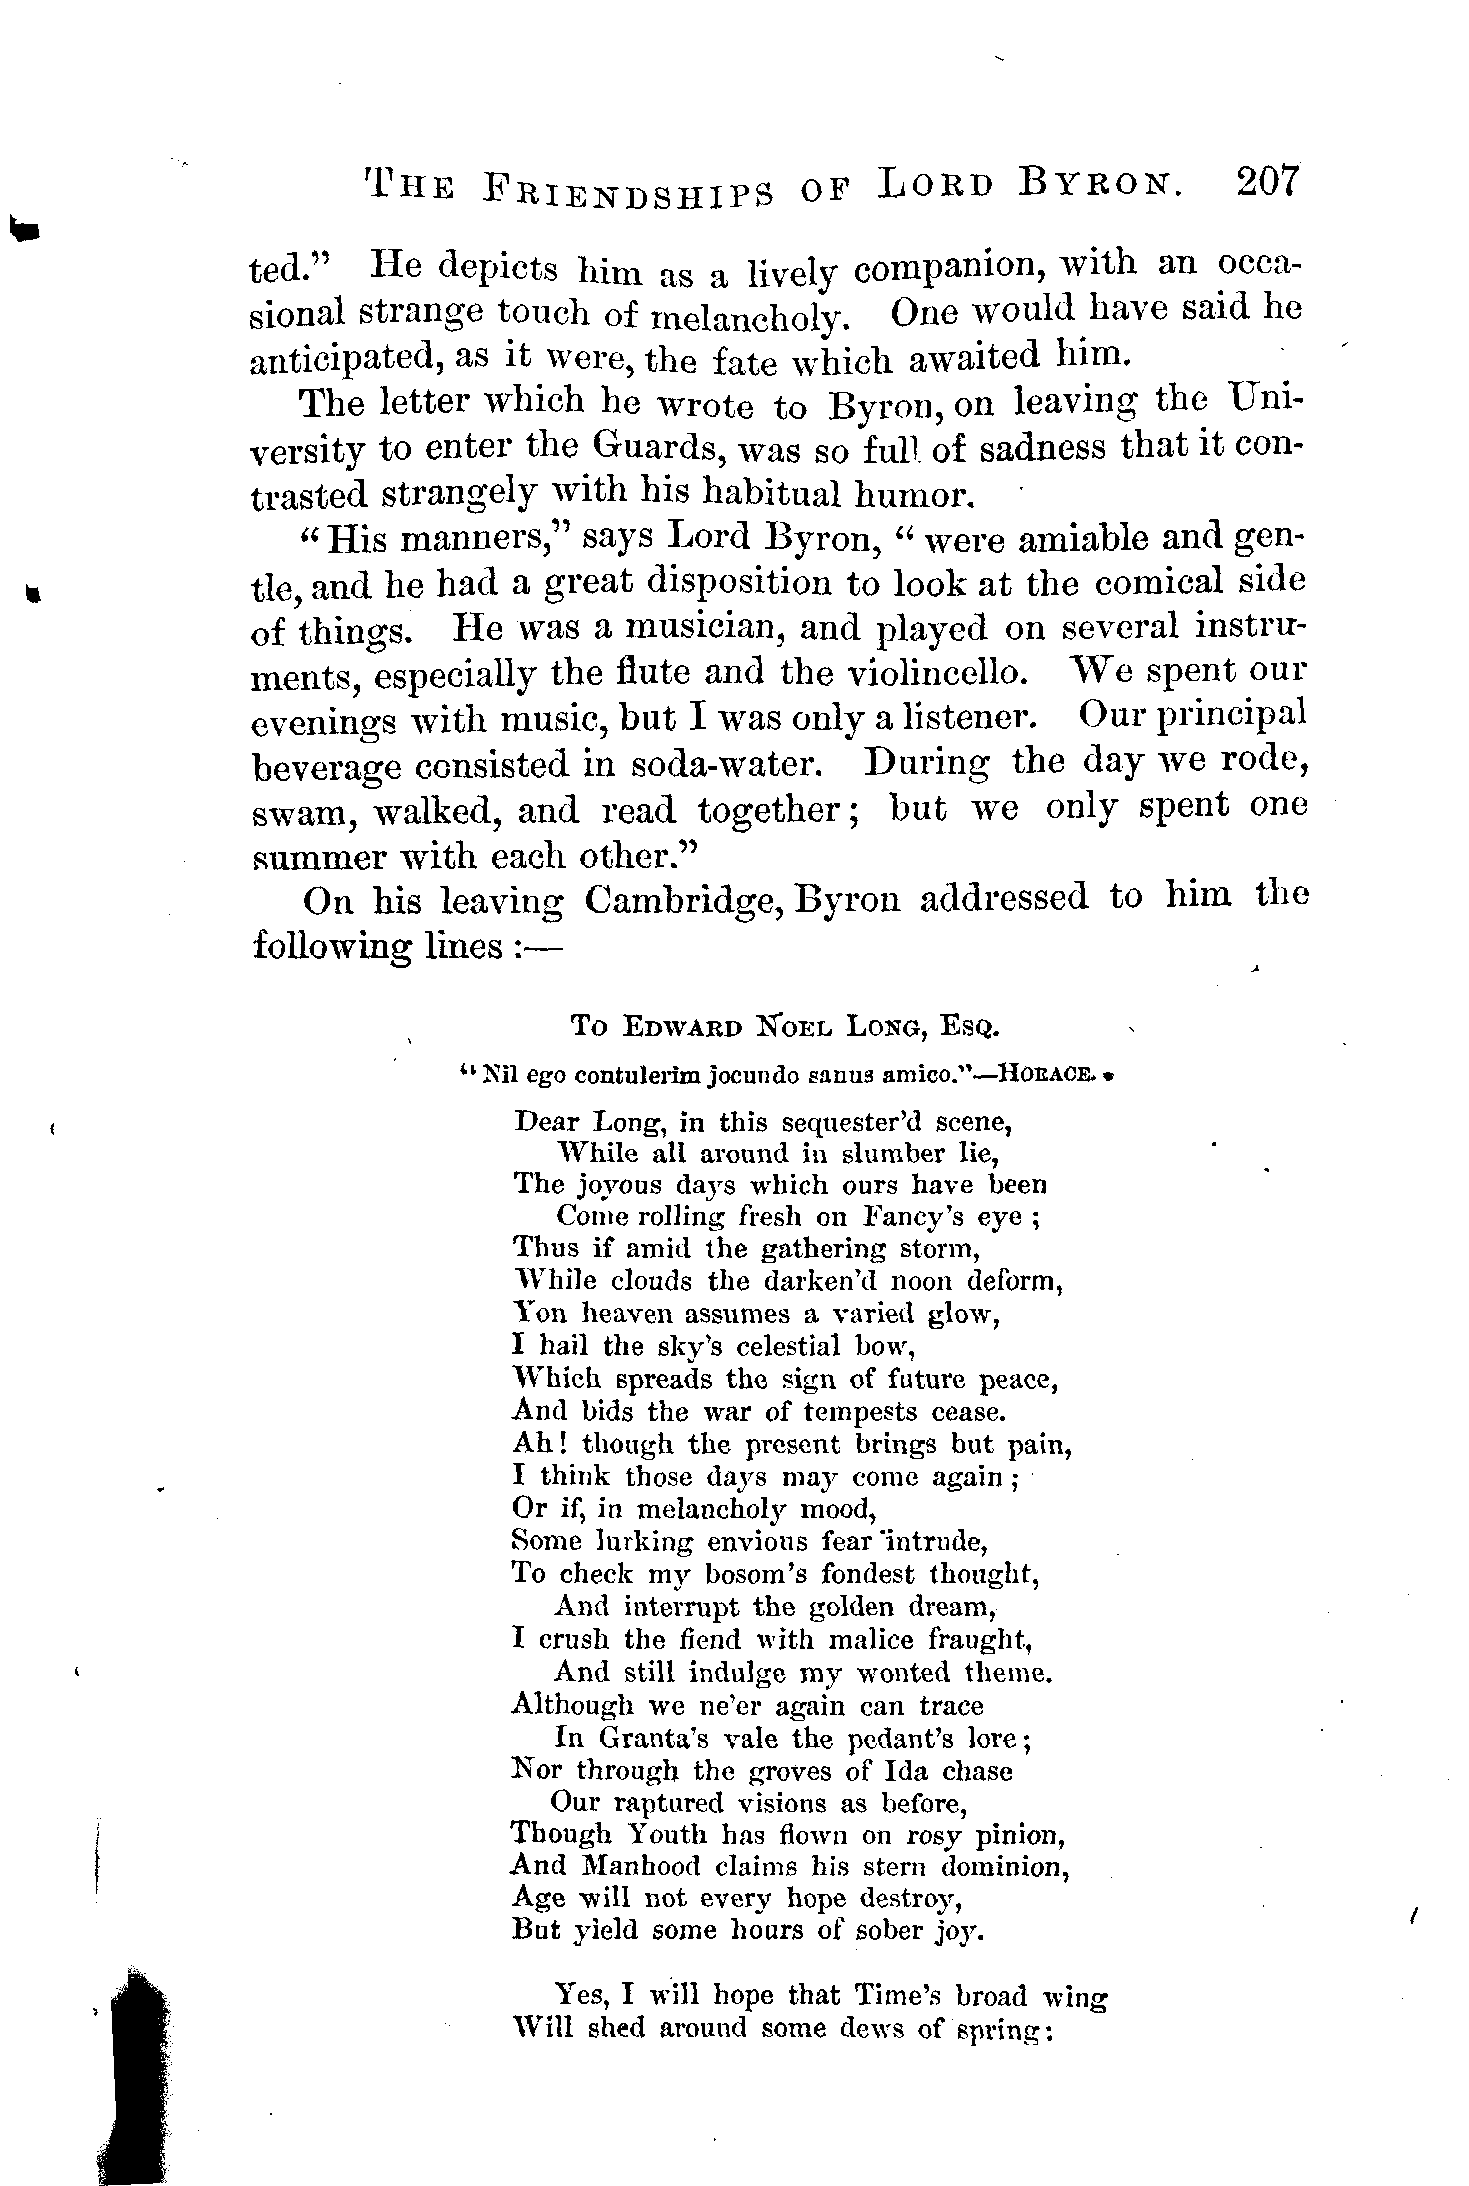 THE FRIENDSHIPS OF LORD BYRON. 207
ted.” He depicts him as a lively companion, with an occa-
sional strange touch of melancholy. One would have said he
anticipated, as it were, the fate which awaited him.
The letter which he wrote to Byron, on leaving the Uni-
versity to enter the Guards, was so full of sadness that it con-
trasted strangely with his habitual humor.
“His manners,” says Lord Byron, “were amiable and gen-
tle, and he had a great disposition to look at the comical side
of things. He was a musician, and played on several instru-
ments, especially the flute and the violincello. We spent our
evenings with music, but I was only a listener. Our principal
beverage consisted in soda-water. During the day we rode,
swam, walked, and read together; but we only spent one
summer with each other.”
On his leaving Cambridge, Byron addressed to him the
following lines :—
TO EDWARD NOEL LONG, ESQ.
“Nil ego contulerim jocundo sanus amico.”—HORACE.
Dear Long, in this sequester’d scene,
While all around in slumber lie,
The joyous days which ours have been
Come rolling fresh on Fancy’s eye ;
Thus if amid the gathering storm,
While clouds the darken’d noon deform,
Yon heaven assumes a varied glow,
I hail the sky’s celestial bow,
Which spreads the sign of future peace,
And bids the war of tempests cease.
Ah! though the present brings but pain,
I think those days may come again ;
Or if, in melancholy mood,
Some lurking envious fear intrude,
To check my bosom’s fondest thought,
And interrupt the golden dream,
I crush the fiend with malice fraught,
And still indulge my wonted theme.
Although we ne’er again can trace
In Granta’s vale the pedant’s lore ;
Nor through the groves of Ida chase
Our raptured visions as before,
Though Youth has flown on rosy pinion,
And Manhood claims his stern dominion,
Age will not every hope destroy,
But yield some hours of sober joy.
Yes, I will hope that Time’s broad wing
Will shed around some dews of spring: